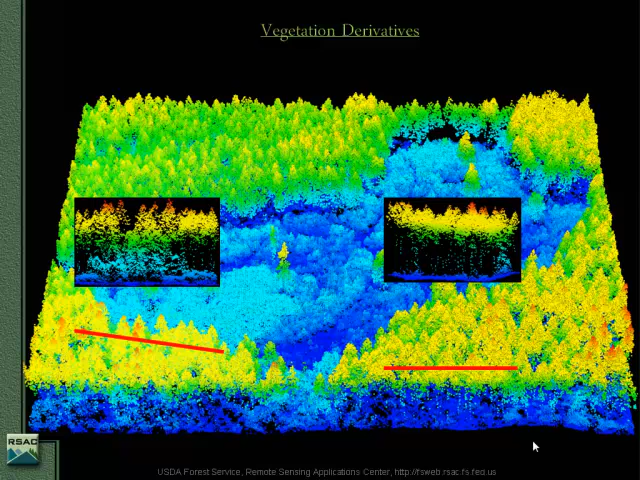 Vegetation Derivatives
RSAC
USDA Forest Service, Remote Sensing Applications Center, http://fsweb.rsac.fs.fed.us